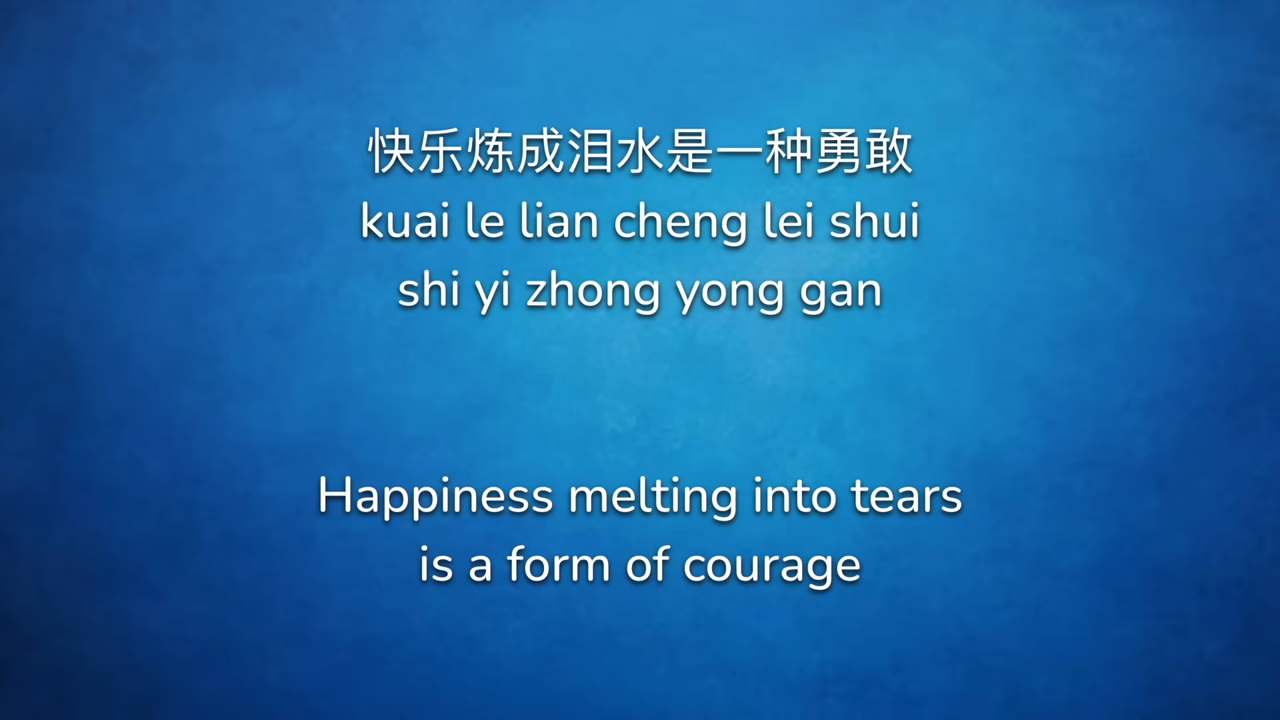 快乐炼成泪水是一种勇敢
kuai le lian cheng lei shui
shi yi zhong yong gan
Happiness melting into tears
is a form of courage